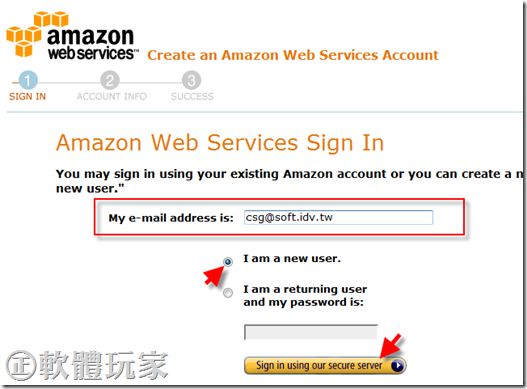 amazon
webservices™
Create an Amazon Web Services Account
1 2 3
SIGN IN ACCOUNT INFO SUCCESS
Amazon Web Services Sign In
You may sign in using your existing Amazon account or you can create a n
new user."
My e-mail address is: csg@soft.idv.tw
I am a new user.
I am a returning user
and my password is:
Sign in using our secure server
正軟體玩家